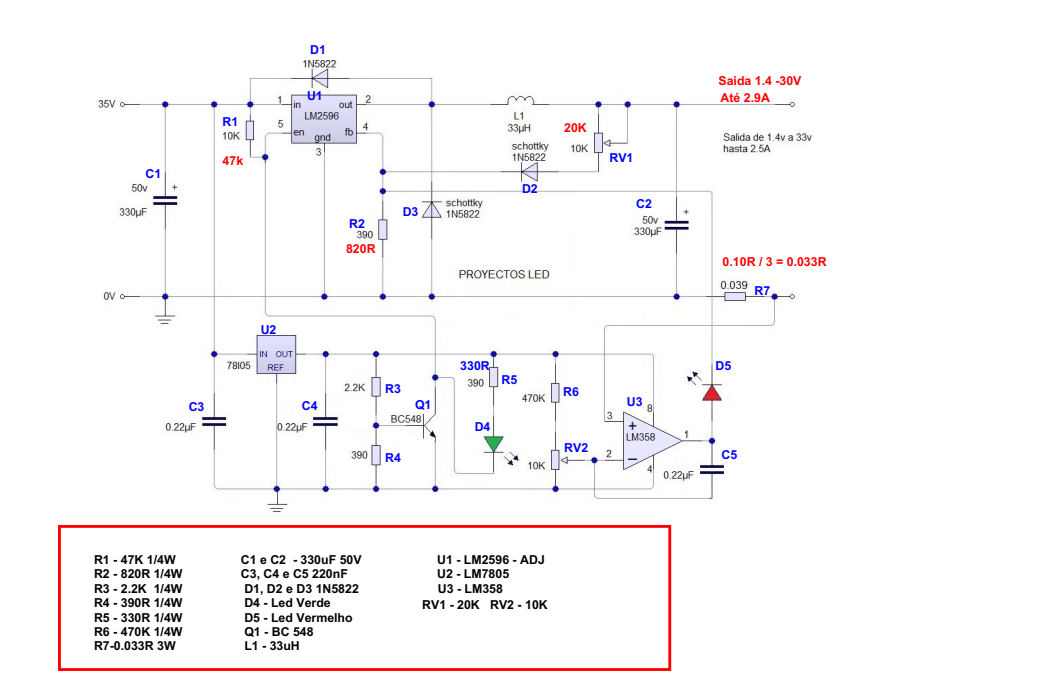 D1
1N5822
U1
35V
1
in
out
2
LM2596
5
en
fb
4
gnd
3
R1
10K
47k
L1
33µH
20K
10K
RV1
schottky
1N5822
D2
Saida 1.4 -30V
Até 2.9A
Salida de 1.4v a 33v
hasta 2.5A
C1
50v
+
330µF
R2
390
820R
D3
schottky
1N5822
C2
50v
+
330µF
PROYECTOS LED
0.10R / 3 = 0.033R
0.039
R7
0V
U2
IN OUT
REF
78l05
C3
0.22µF
C4
0.22µF
2.2K
R3
390
R4
Q1
BC548
330R
390
R5
D4
470K
R6
RV2
10K
U3
3
+
8
LM358
1
2
−
4
D5
C5
0.22µF
R1 - 47K 1/4W
R2 - 820R 1/4W
R3 - 2.2K 1/4W
R4 - 390R 1/4W
R5 - 330R 1/4W
R6 - 470K 1/4W
R7-0.033R 3W
C1 e C2 - 330uF 50V
C3, C4 e C5 220nF
D1, D2 e D3 1N5822
D4 - Led Verde
D5 - Led Vermelho
Q1 - BC 548
L1 - 33uH
U1 - LM2596 - ADJ
U2 - LM7805
U3 - LM358
RV1 - 20K RV2 - 10K